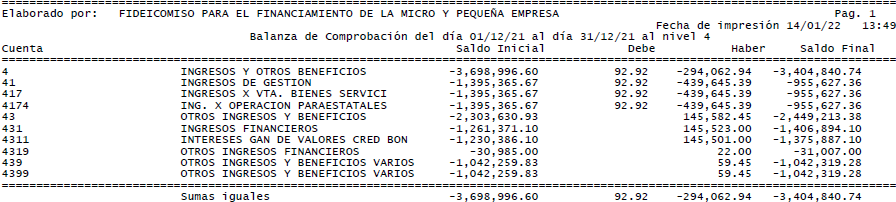 Elaborado por: FIDEICOMISO PARA EL FINANCIAMIENTO DE LA MICRO Y PEQUEÑA EMPRESA Pag. 1
Fecha de impresión 14/01/22 13:49
Balanza de Comprobación del día 01/12/21 al día 31/12/21 al nivel 4
Cuenta Saldo Inicial Debe Haber Saldo Final
4 INGRESOS Y OTROS BENEFICIOS -3,698,996.60 92.92 -294,062.94 -3,404,840.74
41 INGRESOS DE GESTION -1,395,365.67 92.92 -439,645.39 -955,627.36
417 INGRESOS X VTA. BIENES SERVICI -1,395,365.67 92.92 -439,645.39 -955,627.36
4174 ING. X OPERACION PARAESTATALES -1,395,365.67 92.92 -439,645.39 -955,627.36
43 OTROS INGRESOS Y BENEFICIOS -2,303,630.93 145,582.45 -2,449,213.38
431 INGRESOS FINANCIEROS -1,261,371.10 145,523.00 -1,406,894.10
4311 INTERESES GAN DE VALORES CRED BON -1,230,386.10 145,501.00 -1,375,887.10
4319 OTROS INGRESOS FINANCIEROS -30,985.00 22.00 -31,007.00
439 OTROS INGRESOS Y BENEFICIOS VARIOS -1,042,259.83 59.45 -1,042,319.28
4399 OTROS INGRESOS Y BENEFICIOS VARIOS -1,042,259.83 59.45 -1,042,319.28
Sumas iguales -3,698,996.60 92.92 -294,062.94 -3,404,840.74